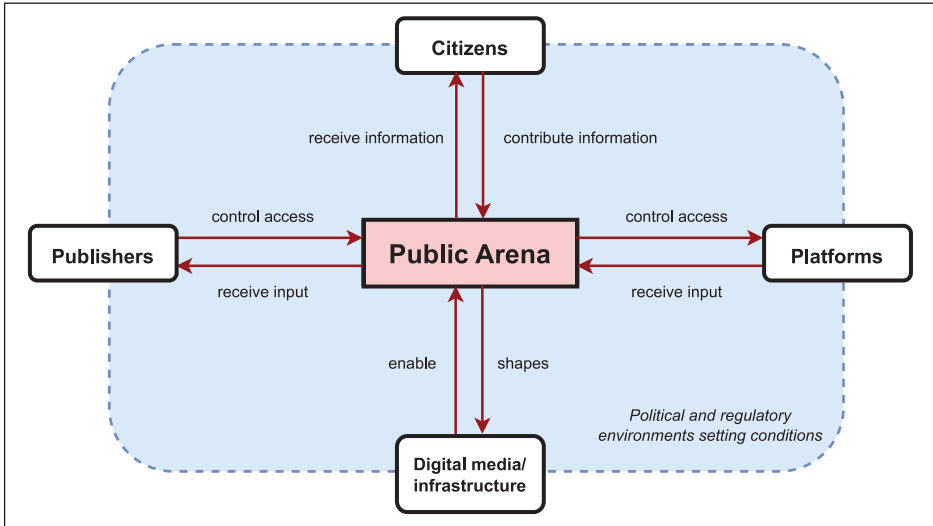 Citizens
receive information
contribute information
control access
control access
Publishers
Public Arena
Platforms
receive input
receive input
enable
shapes
Political and regulatory
environments setting conditions
Digital media/
infrastructure